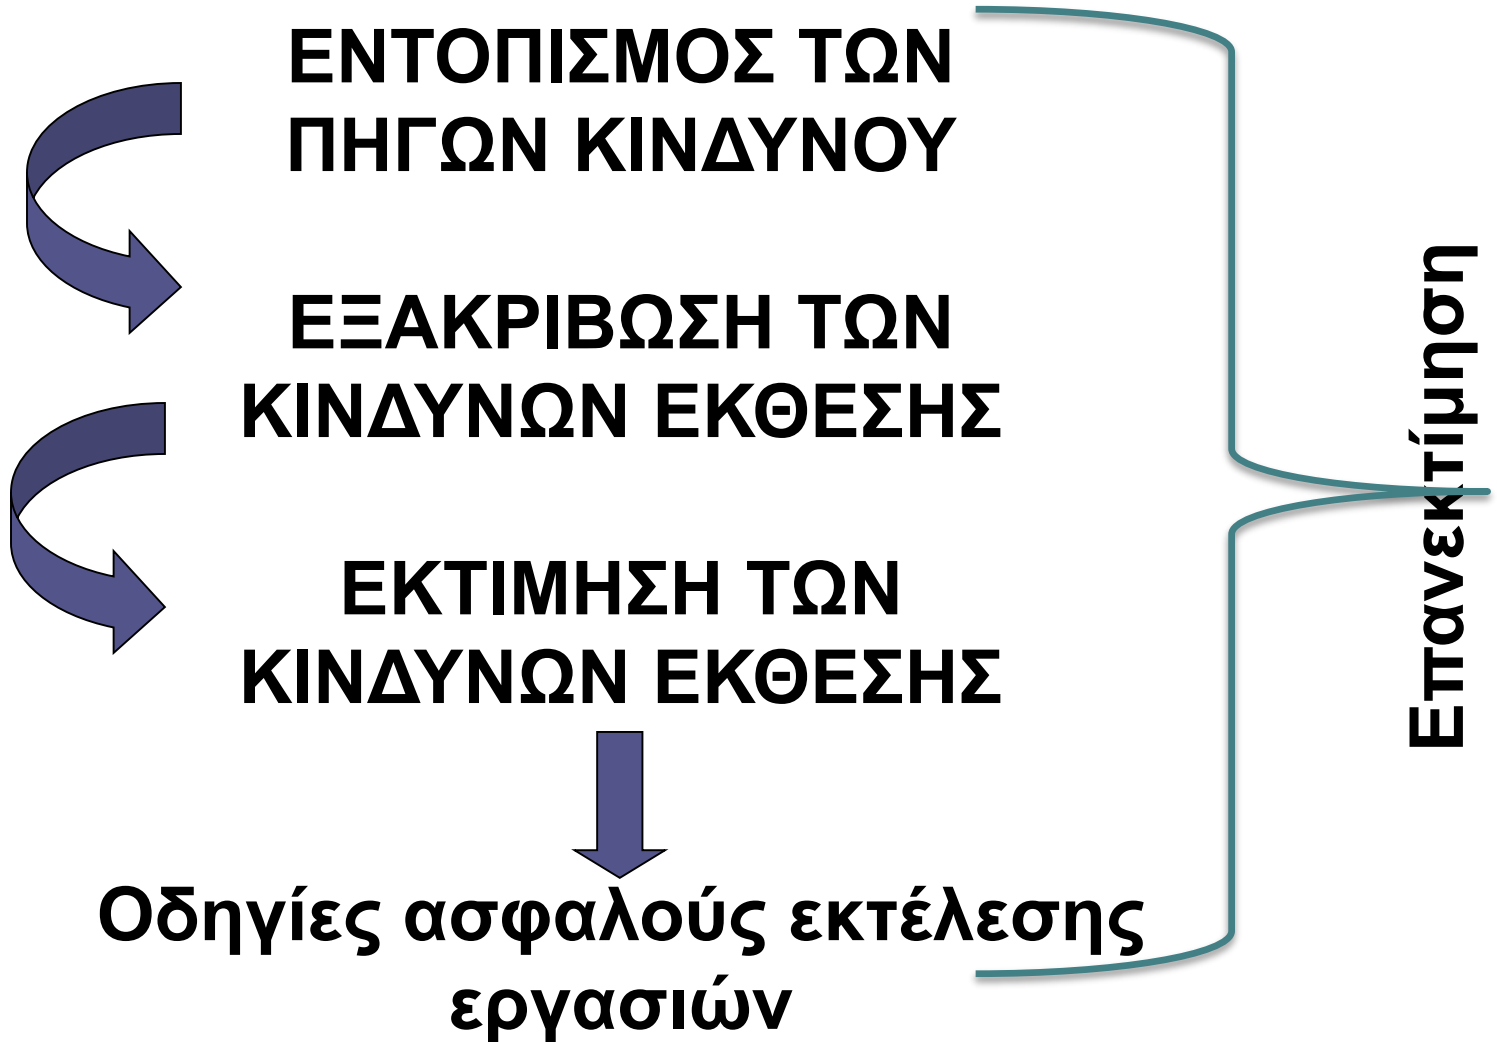 ΕΝΤΟΠΙΣΜΟΣ ΤΩΝ
ΠΗΓΩΝ ΚΙΝΔΥΝΟΥ
ΕΞΑΚΡΙΒΩΣΗ ΤΩΝ
ΚΙΝΔΥΝΩΝ ΕΚΘΕΣΗΣ
ΕΚΤΙΜΗΣΗ ΤΩΝ
ΚΙΝΔΥΝΩΝ ΕΚΘΕΣΗΣ
Οδηγίες ασφαλούς εκτέλεσης
εργασιών
Επανεκτίμηση